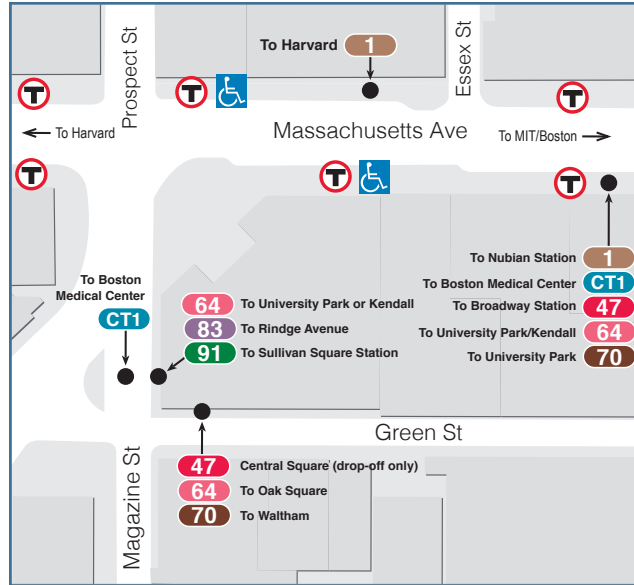 Prospect St
Essex St
To Harvard 1
T
T
T
Massachusetts Ave
To Harvard
To MIT/Boston
T
T
T
To Nubian Station 1
To Boston Medical Center CT1
To Broadway Station 47
To University Park/Kendall 64
To University Park 70
To Boston
Medical Center
CT1
64 To University Park or Kendall
83 To Rindge Avenue
91 To Sullivan Square Station
Green St
Magazine St
47 Central Square (drop-off only)
64 To Oak Square
70 To Waltham